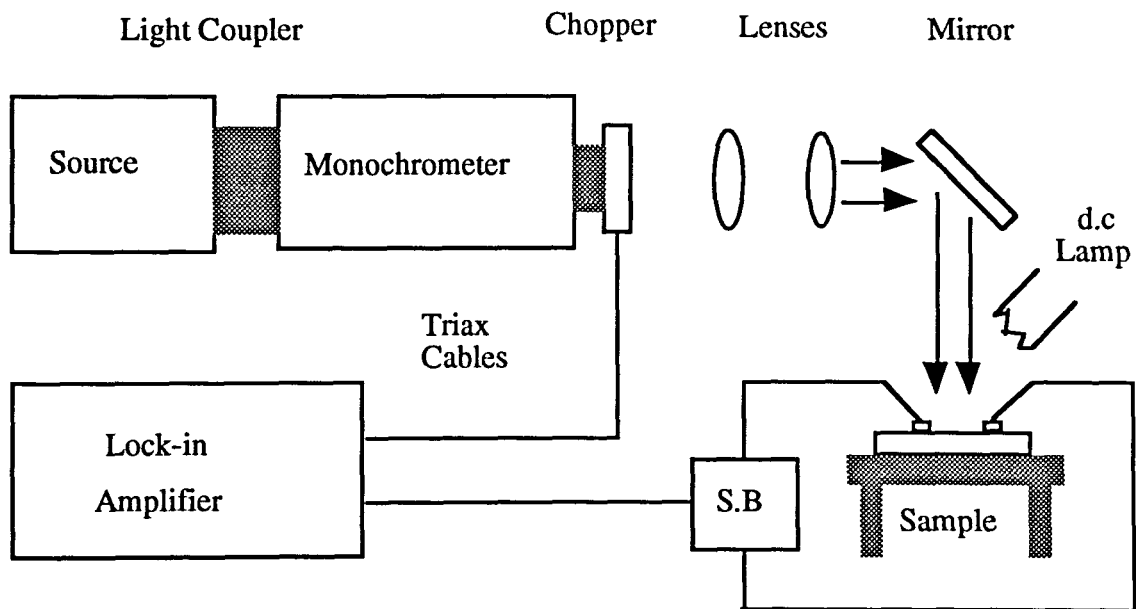 Light Coupler
Chopper
Lenses
Mirror
Source
Monochrometer
d.c
Lamp
Triax
Cables
Lock-in
Amplifier
S.B
Sample